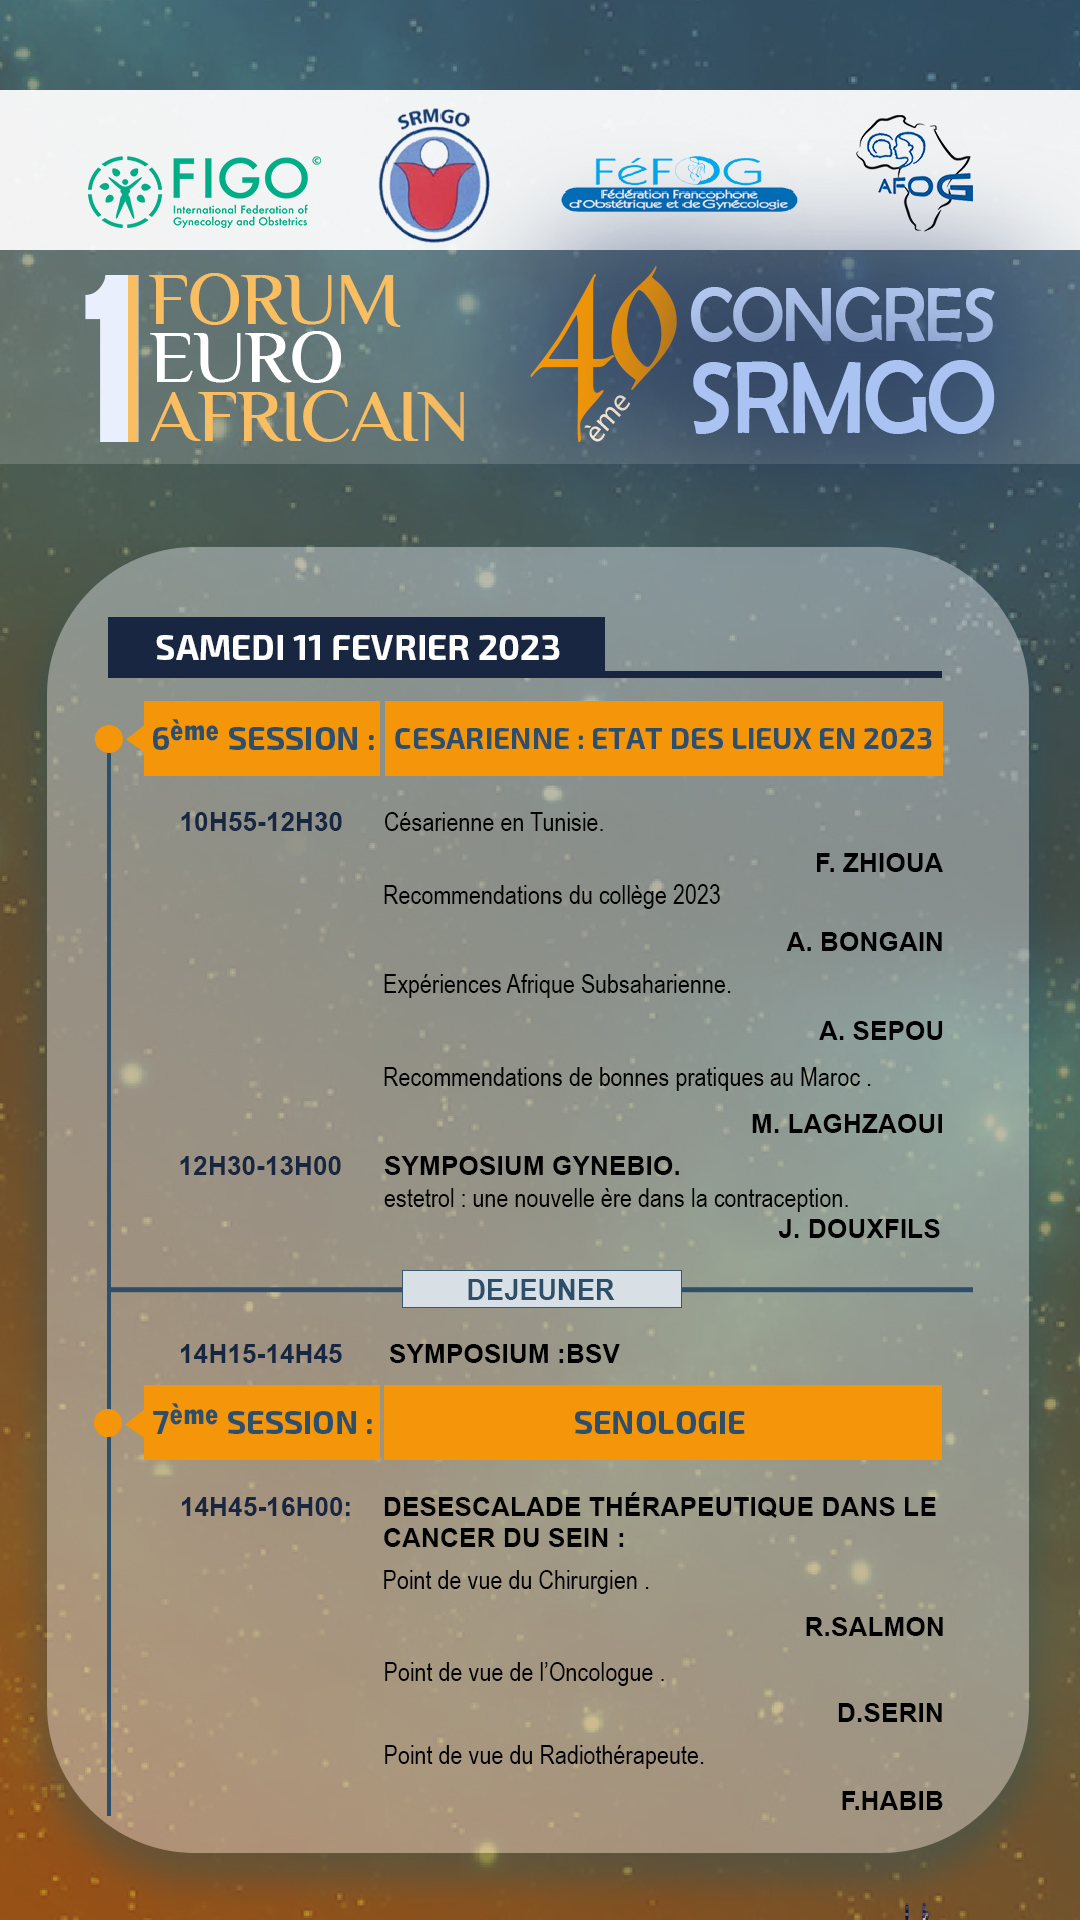 SRMGO
FIGO©
International Federation of
Gynecology and Obstetrics
FéFOG
Fédération Francophone
d'Obstétrique et de Gynécologie
AFOG
1 FORUM
EURO
AFRICAIN
40ème CONGRES
SRMGO
SAMEDI 11 FEVRIER 2023
6ème SESSION : CESARIENNE : ETAT DES LIEUX EN 2023
10H55-12H30 Césarienne en Tunisie.
F. ZHIOUA
Recommendations du collège 2023
A. BONGAIN
Expériences Afrique Subsaharienne.
A. SEPOU
Recommendations de bonnes pratiques au Maroc .
M. LAGHZAOUI
12H30-13H00 SYMPOSIUM GYNEBIO.
estetrol : une nouvelle ère dans la contraception.
J. DOUXFILS
DEJEUNER
14H15-14H45 SYMPOSIUM :BSV
7ème SESSION : SENOLOGIE
14H45-16H00: DESESCALADE THÉRAPEUTIQUE DANS LE
CANCER DU SEIN :
Point de vue du Chirurgien .
R.SALMON
Point de vue de l’Oncologue .
D.SERIN
Point de vue du Radiothérapeute.
F.HABIB